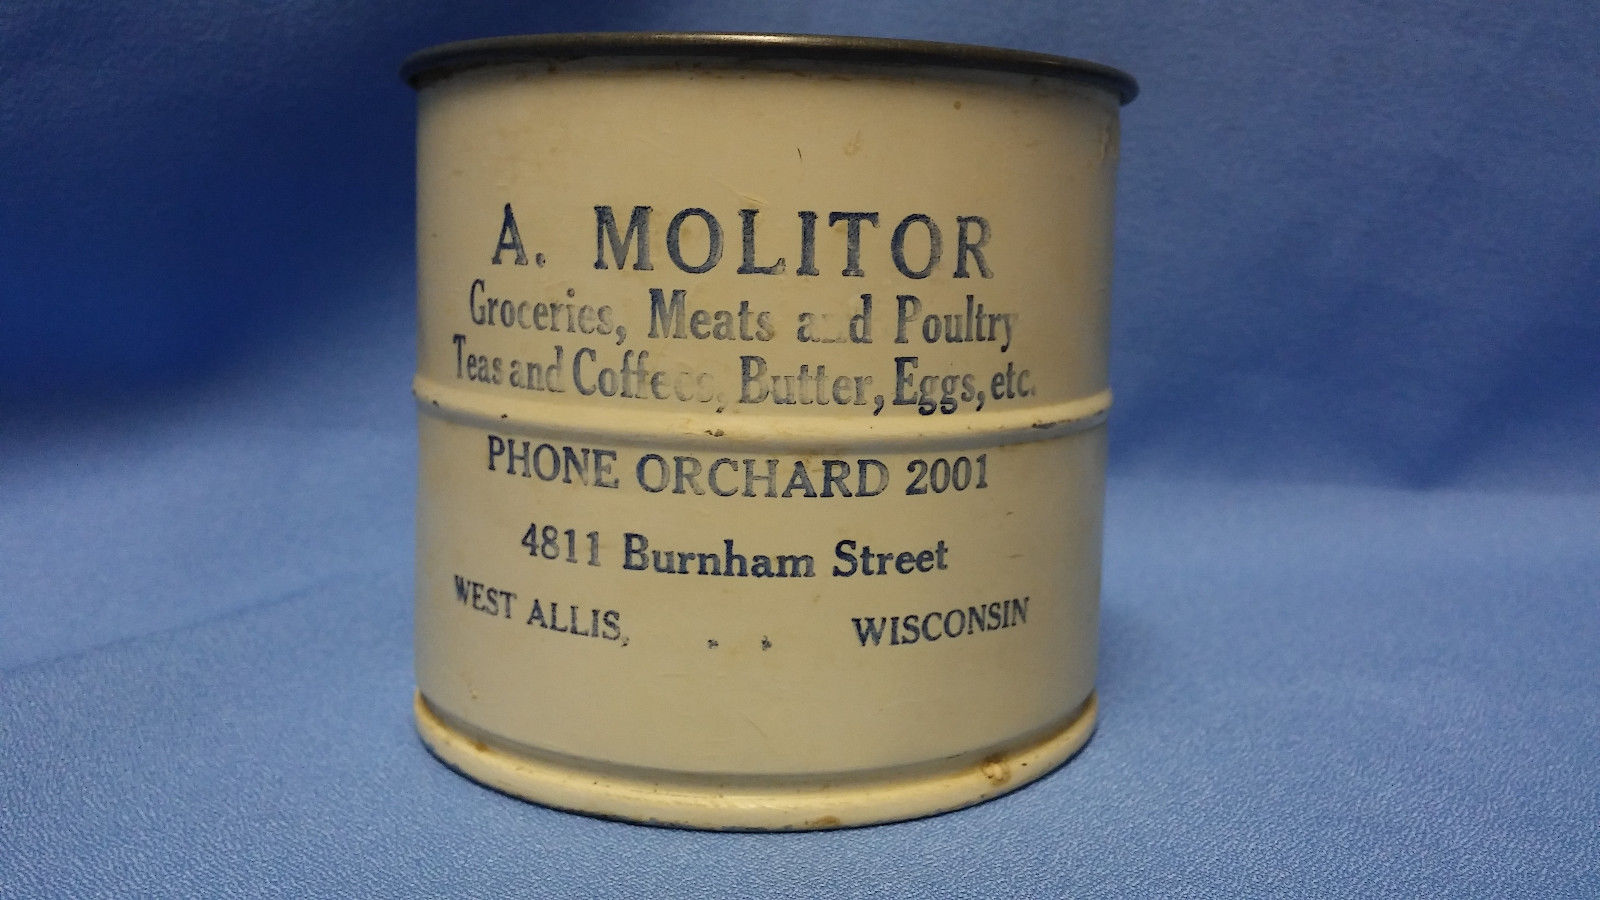 A. MOLITOR
Groceries, Meats and Poultry
Teas and Coffees, Butter, Eggs, etc.
PHONE ORCHARD 2001
4811 Burnham Street
WEST ALLIS, . . WISCONSIN